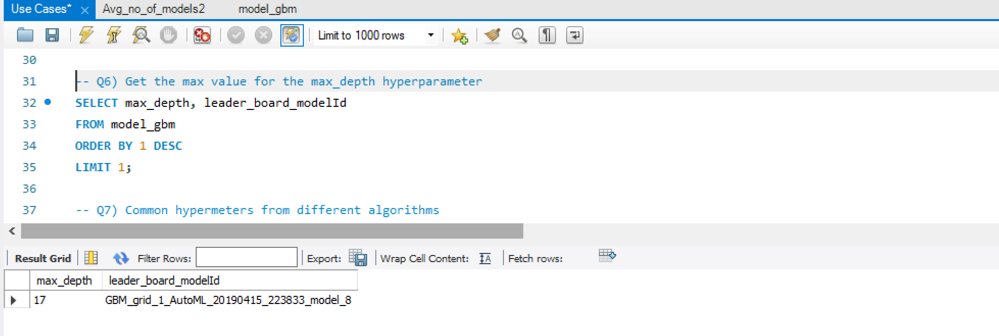 Use Cases* × Avg_no_of_models2 model_gbm
Limit to 1000 rows
30
31 -- Q6) Get the max value for the max_depth hyperparameter
32 SELECT max_depth, leader_board_modelId
33 FROM model_gbm
34 ORDER BY 1 DESC
35 LIMIT 1;
36
37 -- Q7) Common hypermeters from different algorithms
Result Grid Filter Rows: Export: Wrap Cell Content: Fetch rows:
max_depth leader_board_modelId
17 GBM_grid_1_AutoML_20190415_223833_model_8